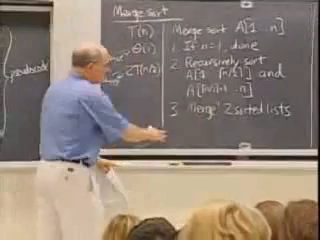 pseudocode
Merge sort
T(n)
Θ(1)
2T(n/2)
Merge sort A[1 .. n]
1. If n=1, done
2. Recursively sort
A[1 .. ⌈n/2⌉] and
A[⌈n/2⌉+1 .. n]
3. "Merge" 2 sorted lists